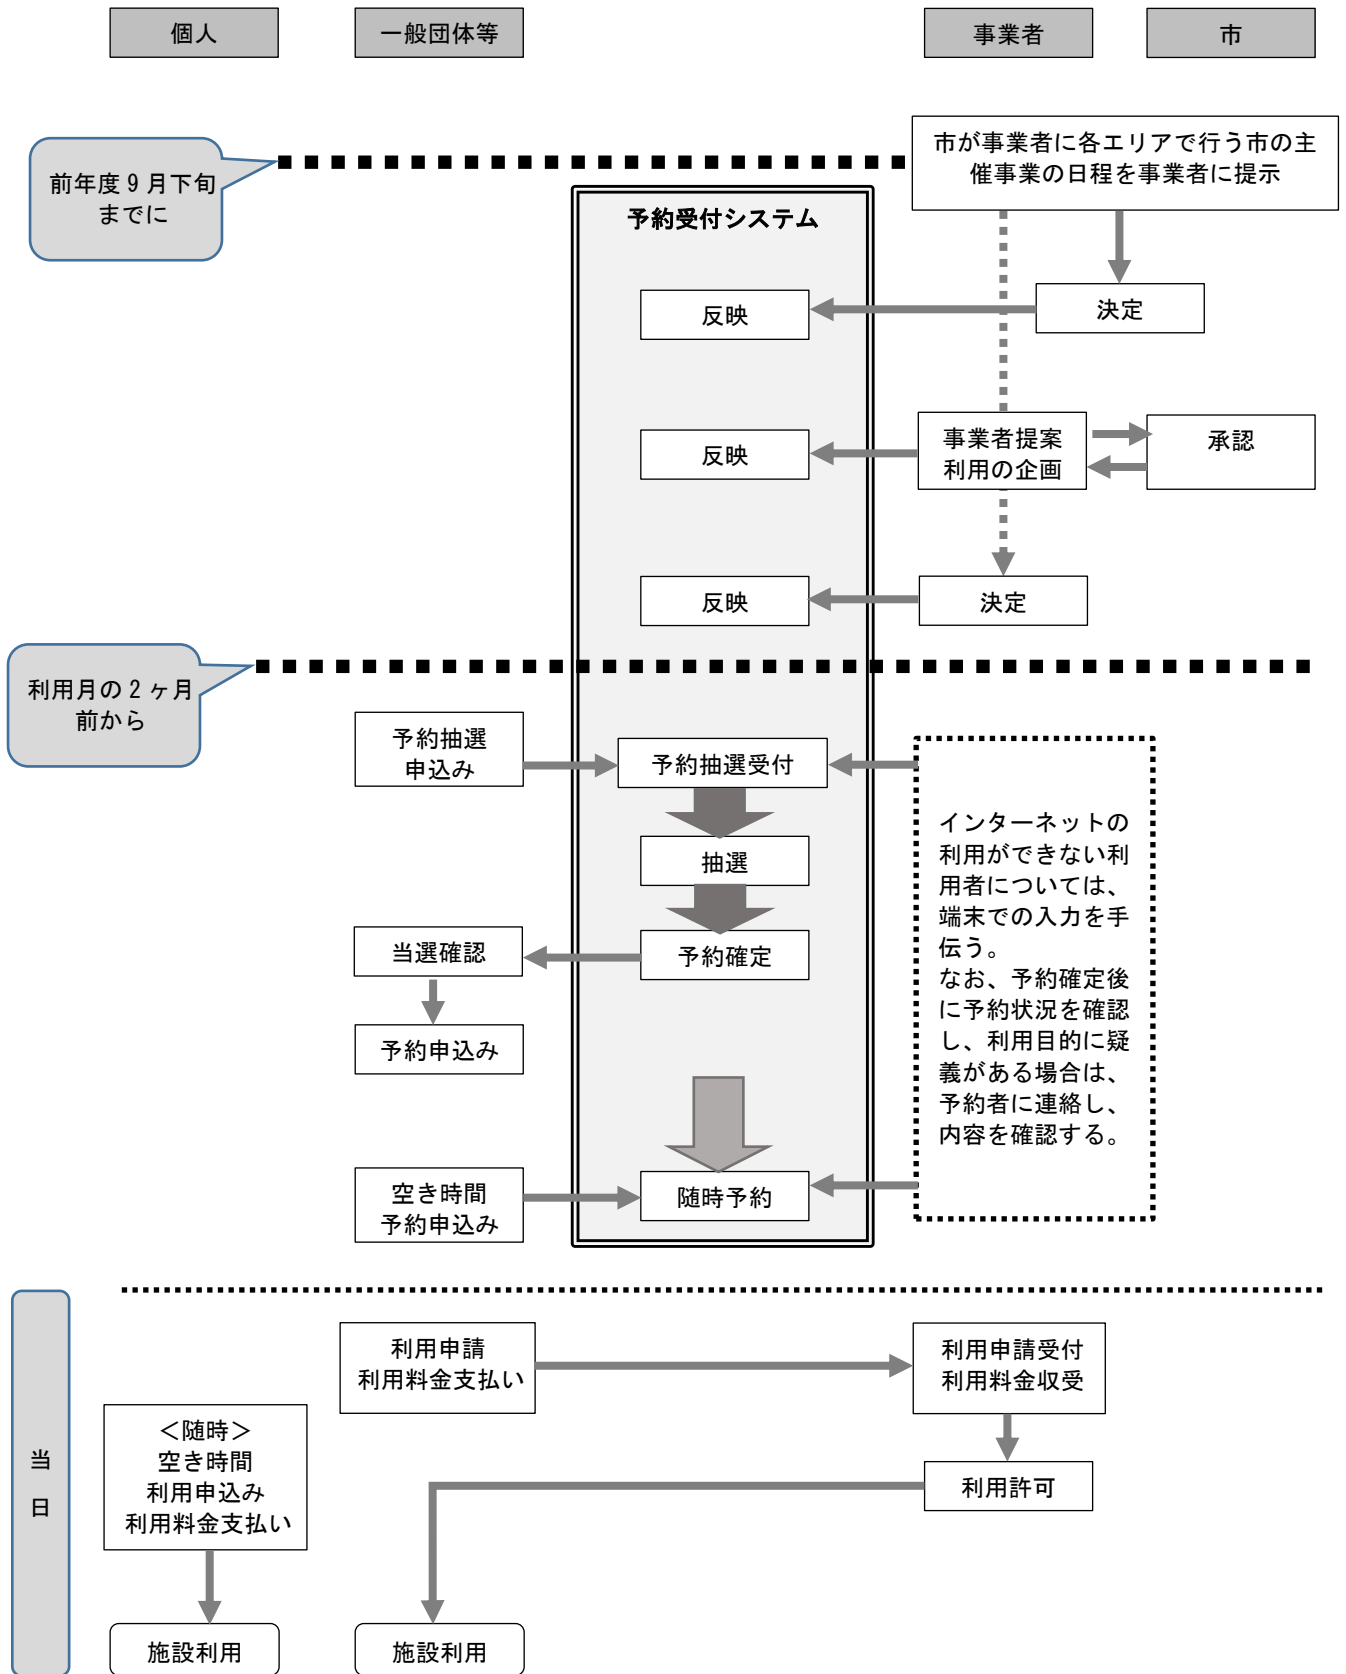 個人
一般団体等
事業者
市
前年度9月下旬
までに
市が事業者に各エリアで行う市の主
催事業の日程を事業者に提示
予約受付システム
反映
決定
反映
事業者提案
利用の企画
承認
反映
決定
利用月の2ヶ月
前から
予約抽選
申込み
予約抽選受付
抽選
当選確認
予約確定
予約申込み
インターネットの
利用ができない利
用者については、
端末での入力を手
伝う。
なお、予約確定後
に予約状況を確認
し、利用目的に疑
義がある場合は、
予約者に連絡し、
内容を確認する。
空き時間
予約申込み
随時予約
当
日
利用申請
利用料金支払い
利用申請受付
利用料金収受
＜随時＞
空き時間
利用申込み
利用料金支払い
利用許可
施設利用
施設利用